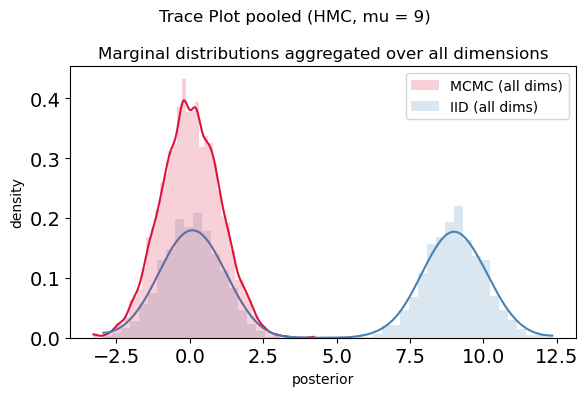 Trace Plot pooled (HMC, mu = 9)
Marginal distributions aggregated over all dimensions
MCMC (all dims)
IID (all dims)
density
0.4
0.3
0.2
0.1
0.0
−2.5 0.0 2.5 5.0 7.5 10.0 12.5
posterior